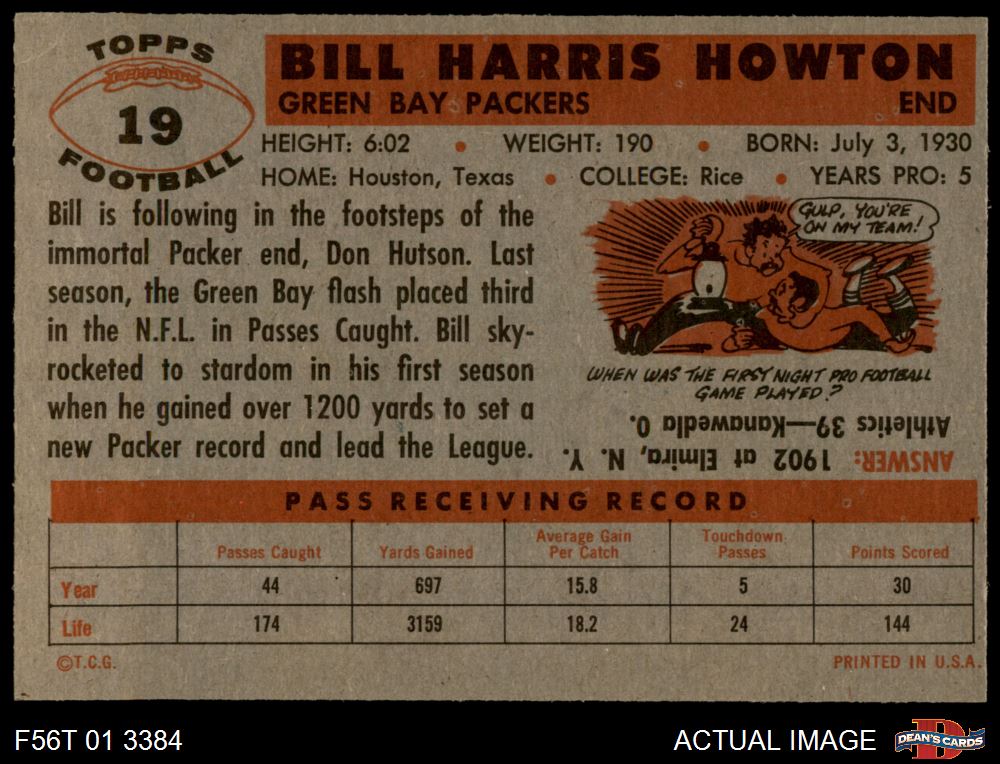 TOPPS
19
FOOTBALL
BILL HARRIS HOWTON
GREEN BAY PACKERS END
HEIGHT: 6:02 • WEIGHT: 190 • BORN: July 3, 1930
HOME: Houston, Texas • COLLEGE: Rice • YEARS PRO: 5
Bill is following in the footsteps of the
immortal Packer end, Don Hutson. Last
season, the Green Bay flash placed third
in the N.F.L. in Passes Caught. Bill sky-
rocketed to stardom in his first season
when he gained over 1200 yards to set a
new Packer record and lead the League.
GULP, YOU'RE
ON MY TEAM!
WHEN WAS THE FIRST NIGHT PRO FOOTBALL
GAME PLAYED?
ANSWER: 1902 at Elmira, N. Y.
Athletics 39—Kanawedla 0.
PASS RECEIVING RECORD
Passes Caught Yards Gained Average Gain Per Catch Touchdown Passes Points Scored
Year 44 697 15.8 5 30
Life 174 3159 18.2 24 144
©T.C.G. PRINTED IN U.S.A.
F56T 01 3384 ACTUAL IMAGE DEAN'S CARDS